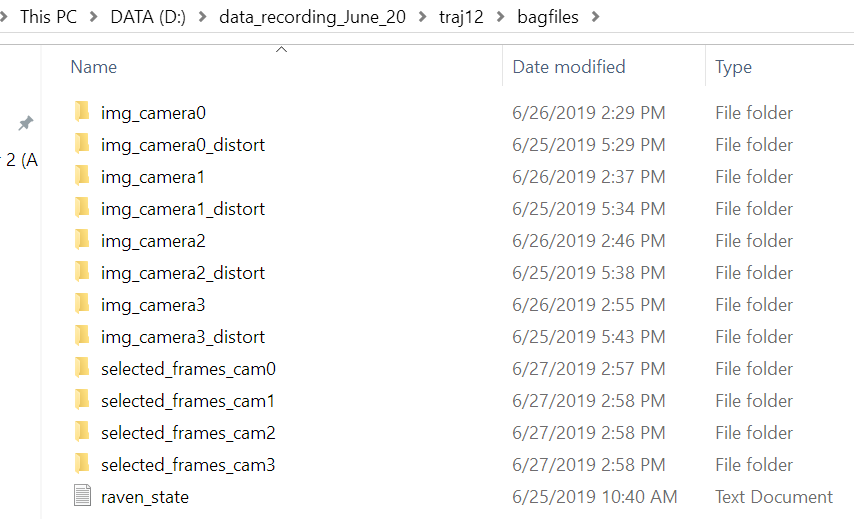 This PC > DATA (D:) > data_recording_June_20 > traj12 > bagfiles >
Name Date modified Type
img_camera0 6/26/2019 2:29 PM File folder
img_camera0_distort 6/25/2019 5:29 PM File folder
img_camera1 6/26/2019 2:37 PM File folder
img_camera1_distort 6/25/2019 5:34 PM File folder
r 2 (A
img_camera2 6/26/2019 2:46 PM File folder
img_camera2_distort 6/25/2019 5:38 PM File folder
img_camera3 6/26/2019 2:55 PM File folder
img_camera3_distort 6/25/2019 5:43 PM File folder
selected_frames_cam0 6/27/2019 2:57 PM File folder
selected_frames_cam1 6/27/2019 2:58 PM File folder
selected_frames_cam2 6/27/2019 2:58 PM File folder
selected_frames_cam3 6/27/2019 2:58 PM File folder
raven_state 6/25/2019 10:40 AM Text Document